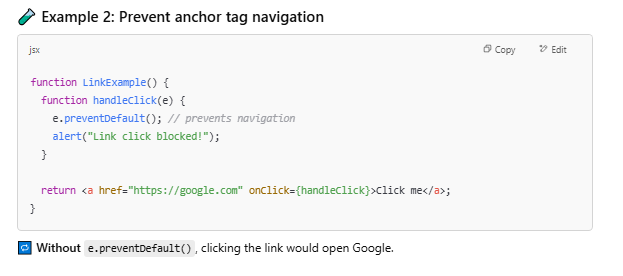 🧪 Example 2: Prevent anchor tag navigation
jsx
Copy
Edit
function LinkExample() {
  function handleClick(e) {
    e.preventDefault(); // prevents navigation
    alert("Link click blocked!");
  }

  return <a href="https://google.com" onClick={handleClick}>Click me</a>;
}
🔁 Without e.preventDefault(), clicking the link would open Google.